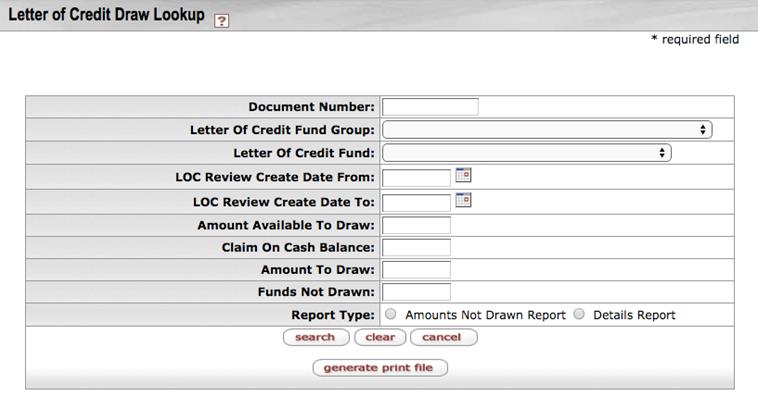 Letter of Credit Draw Lookup ?
* required field
Document Number:
Letter Of Credit Fund Group:
Letter Of Credit Fund:
LOC Review Create Date From:
LOC Review Create Date To:
Amount Available To Draw:
Claim On Cash Balance:
Amount To Draw:
Funds Not Drawn:
Report Type: Amounts Not Drawn Report Details Report
search clear cancel
generate print file